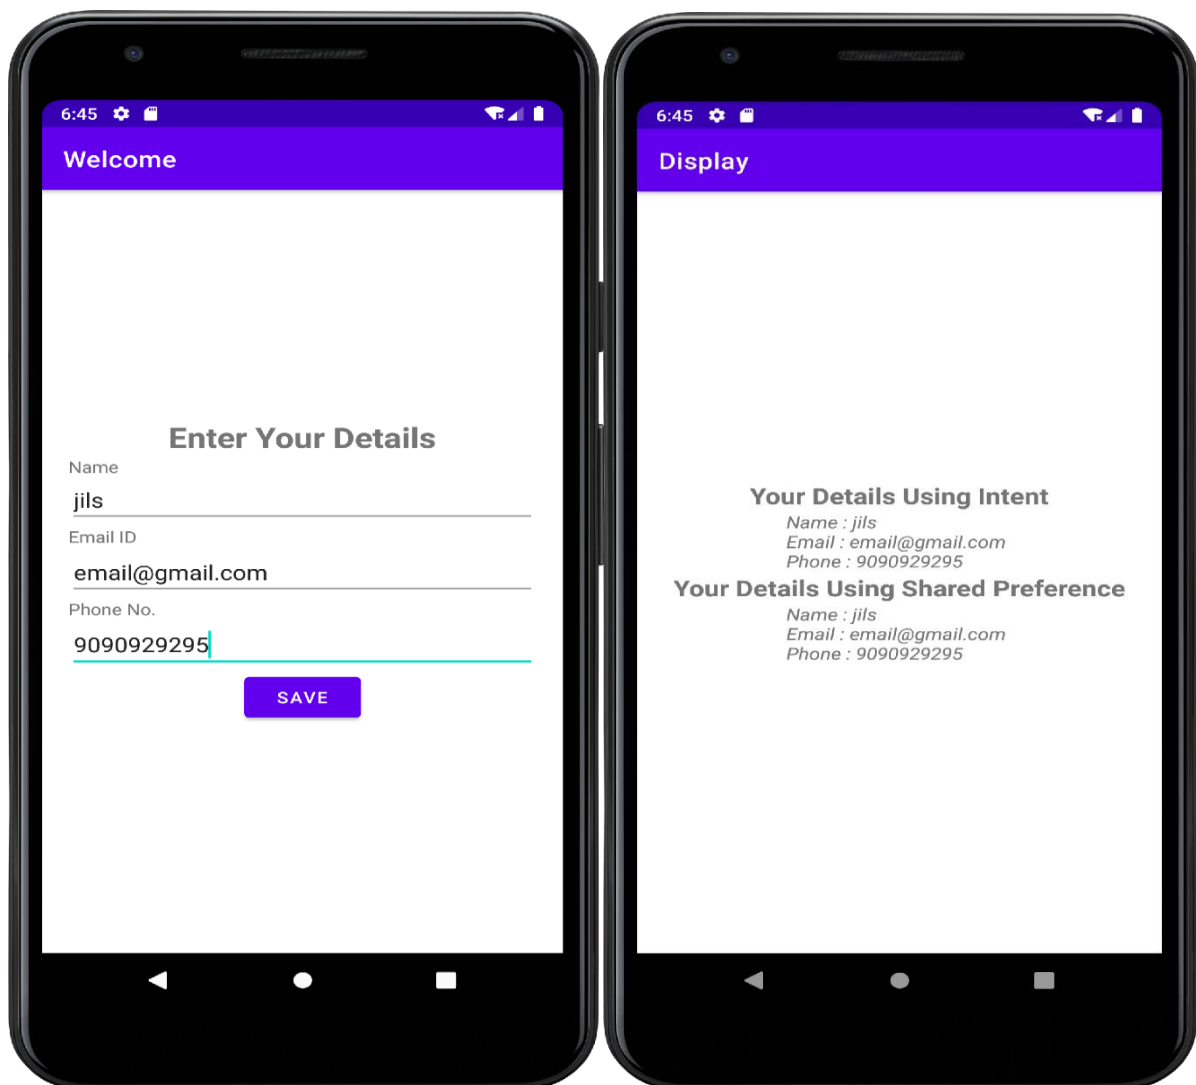 6:45
Welcome
Enter Your Details
Name
jils
Email ID
email@gmail.com
Phone No.
9090929295
SAVE
6:45
Display
Your Details Using Intent
Name : jils
Email : email@gmail.com
Phone : 9090929295
Your Details Using Shared Preference
Name : jils
Email : email@gmail.com
Phone : 9090929295